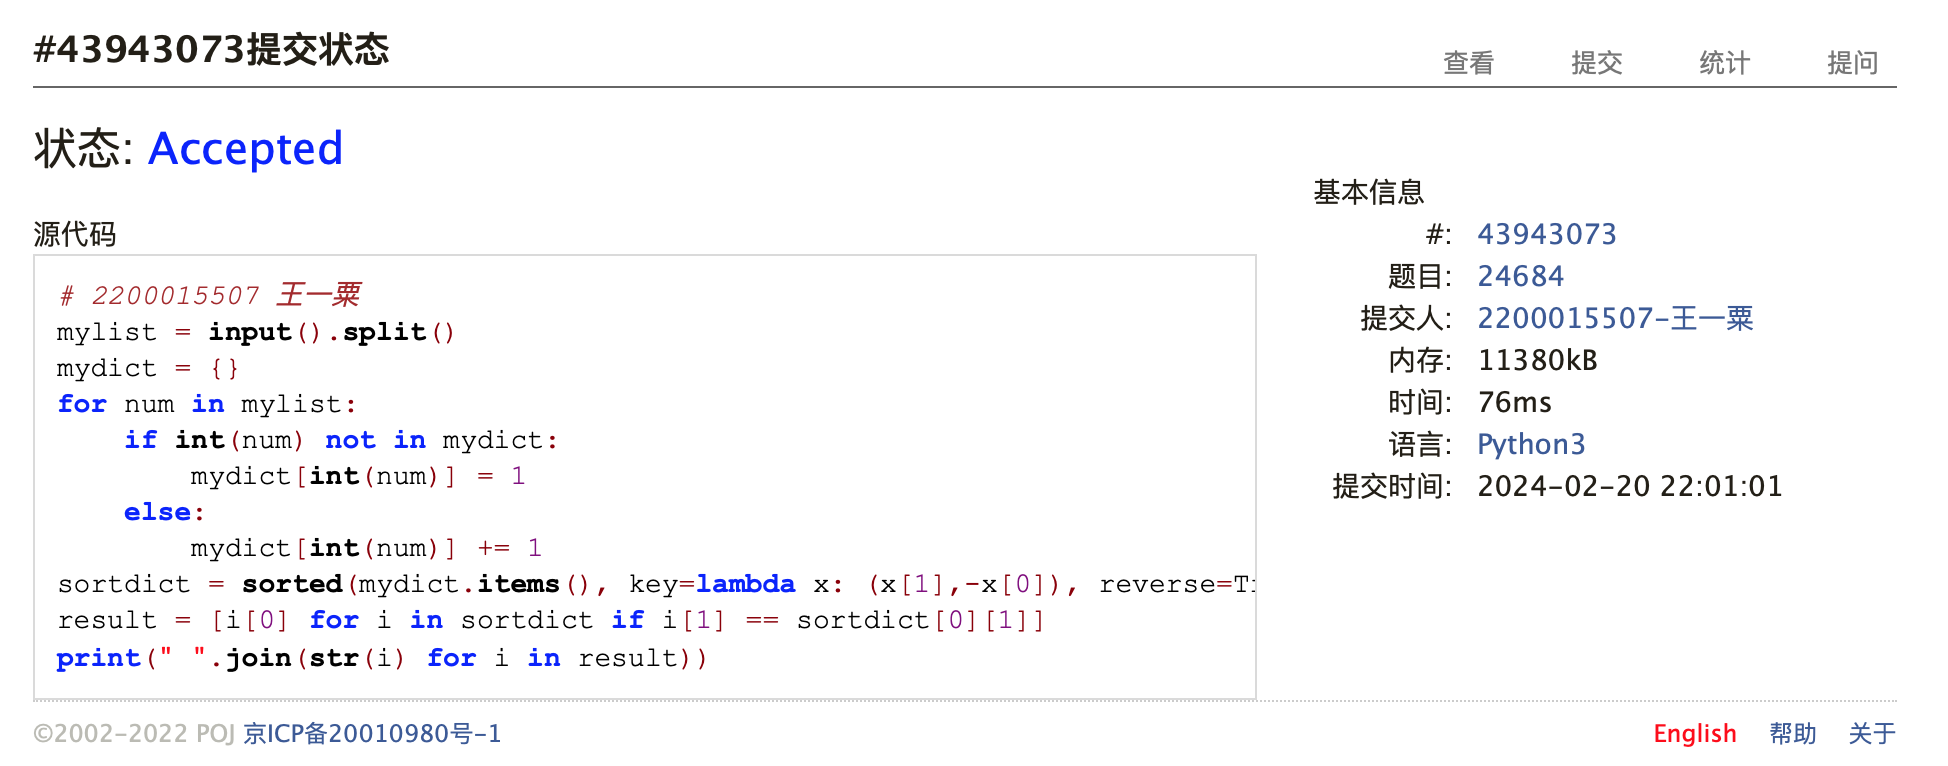 #43943073提交状态
查看 提交 统计 提问
状态: Accepted
源代码
# 2200015507 王一粟
mylist = input().split()
mydict = {}
for num in mylist:
    if int(num) not in mydict:
        mydict[int(num)] = 1
    else:
        mydict[int(num)] += 1
sortdict = sorted(mydict.items(), key=lambda x: (x[1],-x[0]), reverse=
result = [i[0] for i in sortdict if i[1] == sortdict[0][1]]
print(" ".join(str(i) for i in result))
基本信息
#: 43943073
题目: 24684
提交人: 2200015507-王一粟
内存: 11380kB
时间: 76ms
语言: Python3
提交时间: 2024-02-20 22:01:01
©2002-2022 POJ 京ICP备20010980号-1
English 帮助 关于